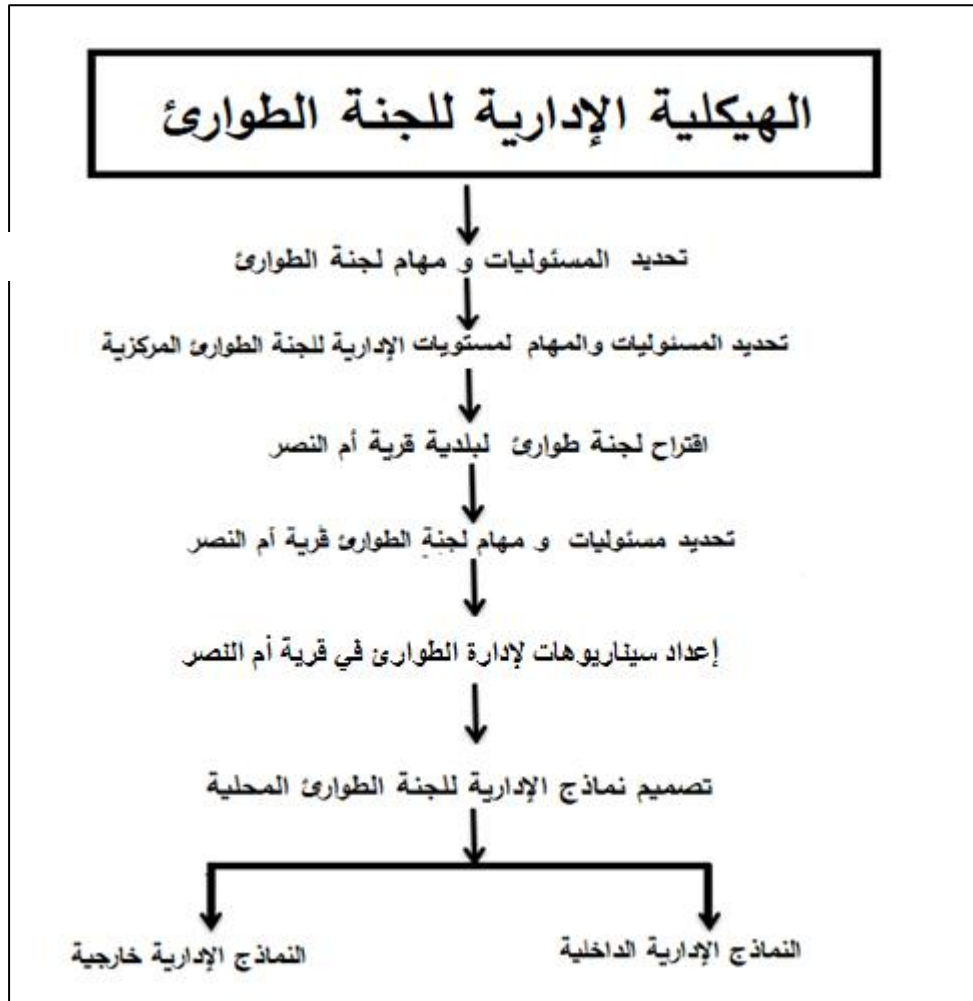 الهيكلية الإدارية للجنة الطوارئ
تحديد المسئوليات و مهام لجنة الطوارئ
تحديد المسئوليات والمهام لمستويات الإدارية للجنة الطوارئ المركزية
اقتراح لجنة طوارئ لبلدية قرية أم النصر
تحديد مسئوليات و مهام لجنة الطوارئ قرية أم النصر
إعداد سيناريوهات لإدارة الطوارئ في قرية أم النصر
تصميم نماذج الإدارية للجنة الطوارئ المحلية
النماذج الإدارية الداخلية
النماذج الإدارية خارجية